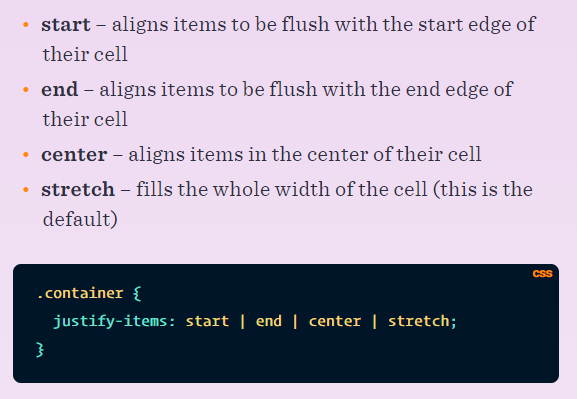 • start – aligns items to be flush with the start edge of
their cell
• end – aligns items to be flush with the end edge of
their cell
• center – aligns items in the center of their cell
• stretch – fills the whole width of the cell (this is the
default)
CSS
.container {
  justify-items: start | end | center | stretch;
}